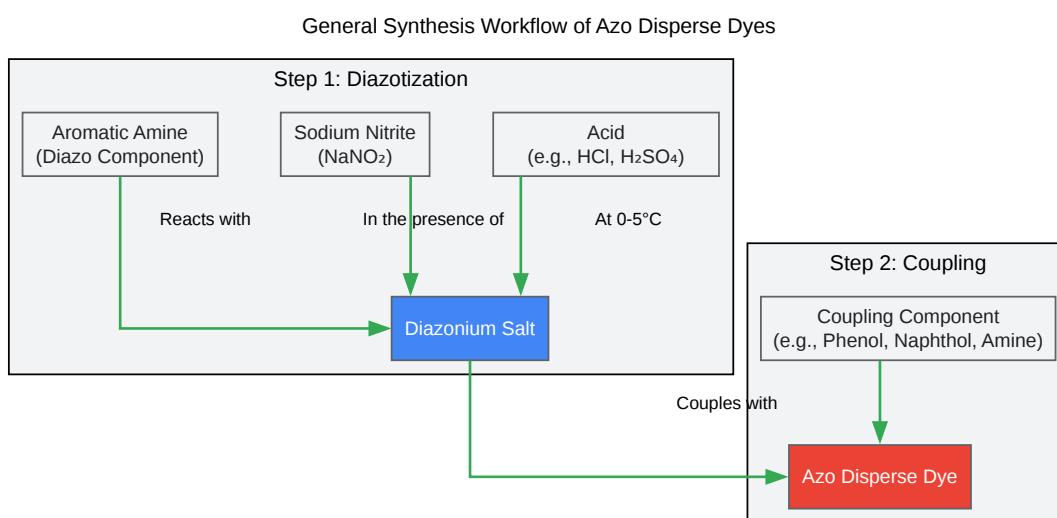 General Synthesis Workflow of Azo Disperse Dyes
Step 1: Diazotization
Aromatic Amine
(Diazo Component)
Sodium Nitrite
(NaNO₂)
Acid
(e.g., HCl, H₂SO₄)
Reacts with
In the presence of
At 0-5°C
Diazonium Salt
Step 2: Coupling
Coupling Component
(e.g., Phenol, Naphthol, Amine)
Couples with
Azo Disperse Dye